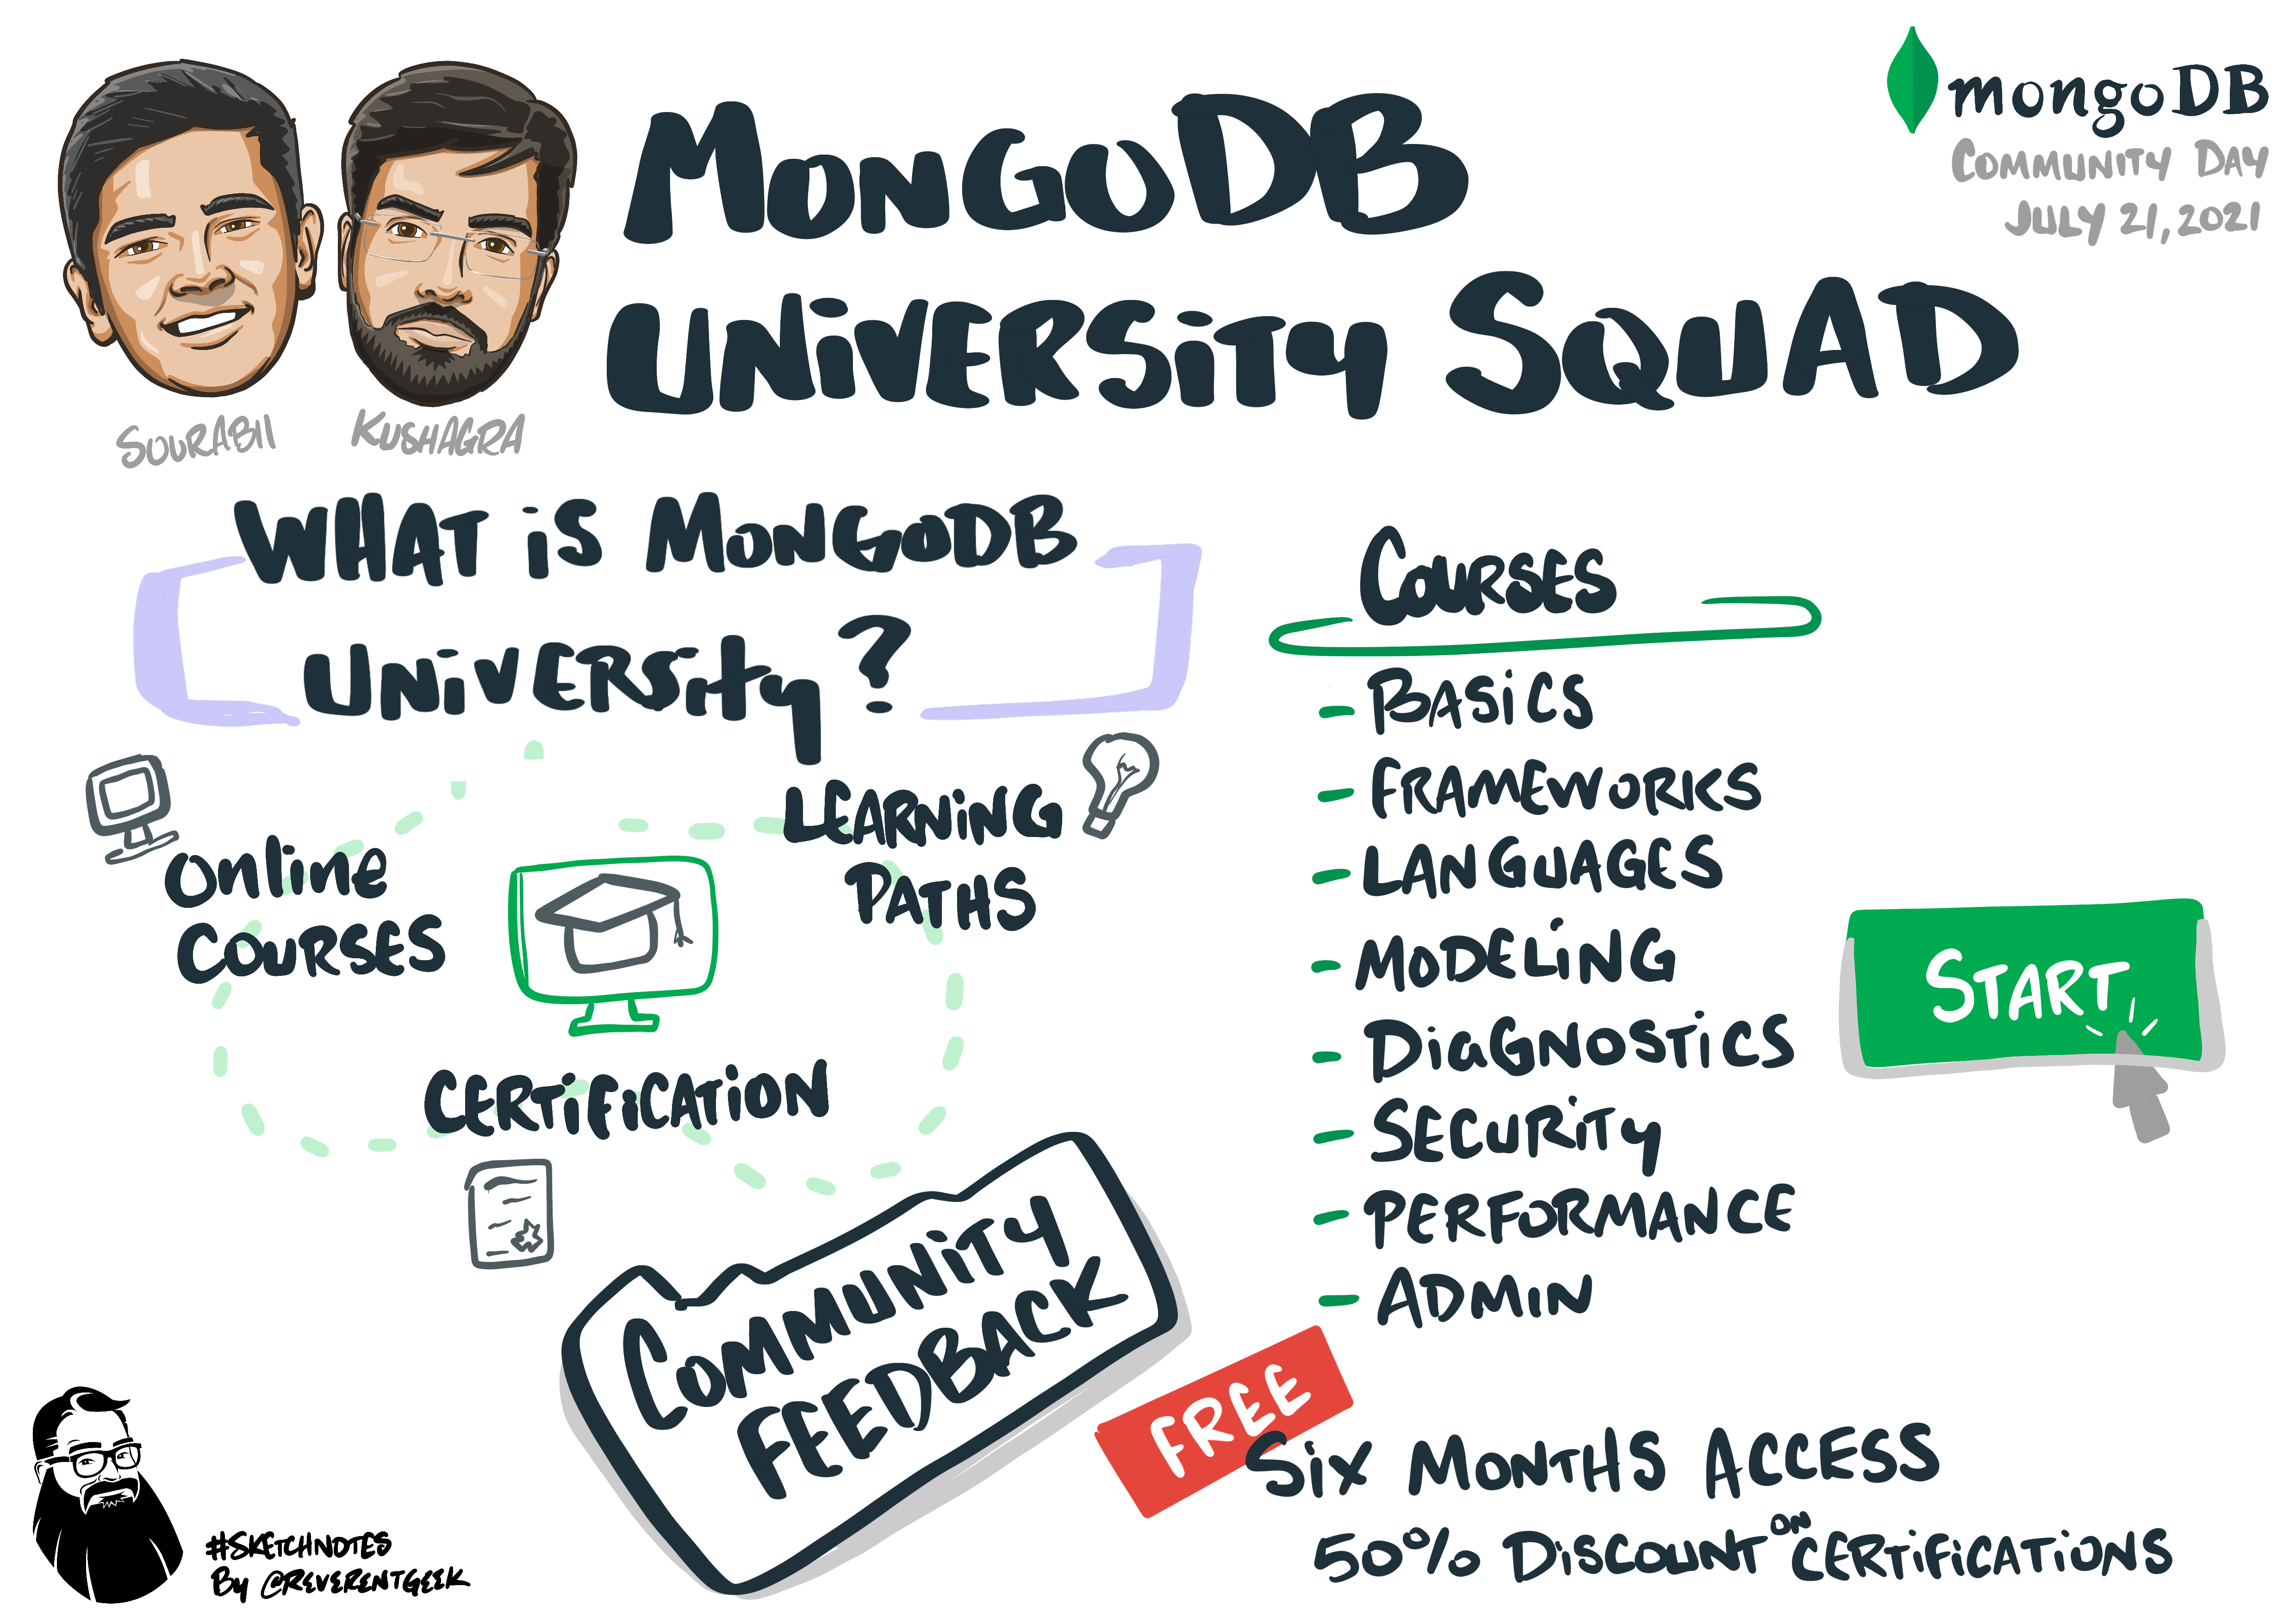 MONGODB
UNIVERSITY SQUAD
mongoDB
COMMUNITY DAY
JULY 21, 2021
SOURABH
KUSHAGRA
WHAT iS MONGODB
UNiVERSity?
Online
COURSES
LEARNiNG
PATHS
CERTiFiCATiON
COMMUNiTY
FEEDBACK
COURSES
- BASiCS
- FRAMEWORKS
- LANGUAGES
- MODELiNG
- DiaGNOSTiCS
- SECURiTy
- PERFORMANCE
- ADMIN
START
FREE
Six MONTHS ACCESS
50% DiSCOUNT ON CERTiFiCATiONS
#SKETCHNOTES
By @REVERENTGEEK